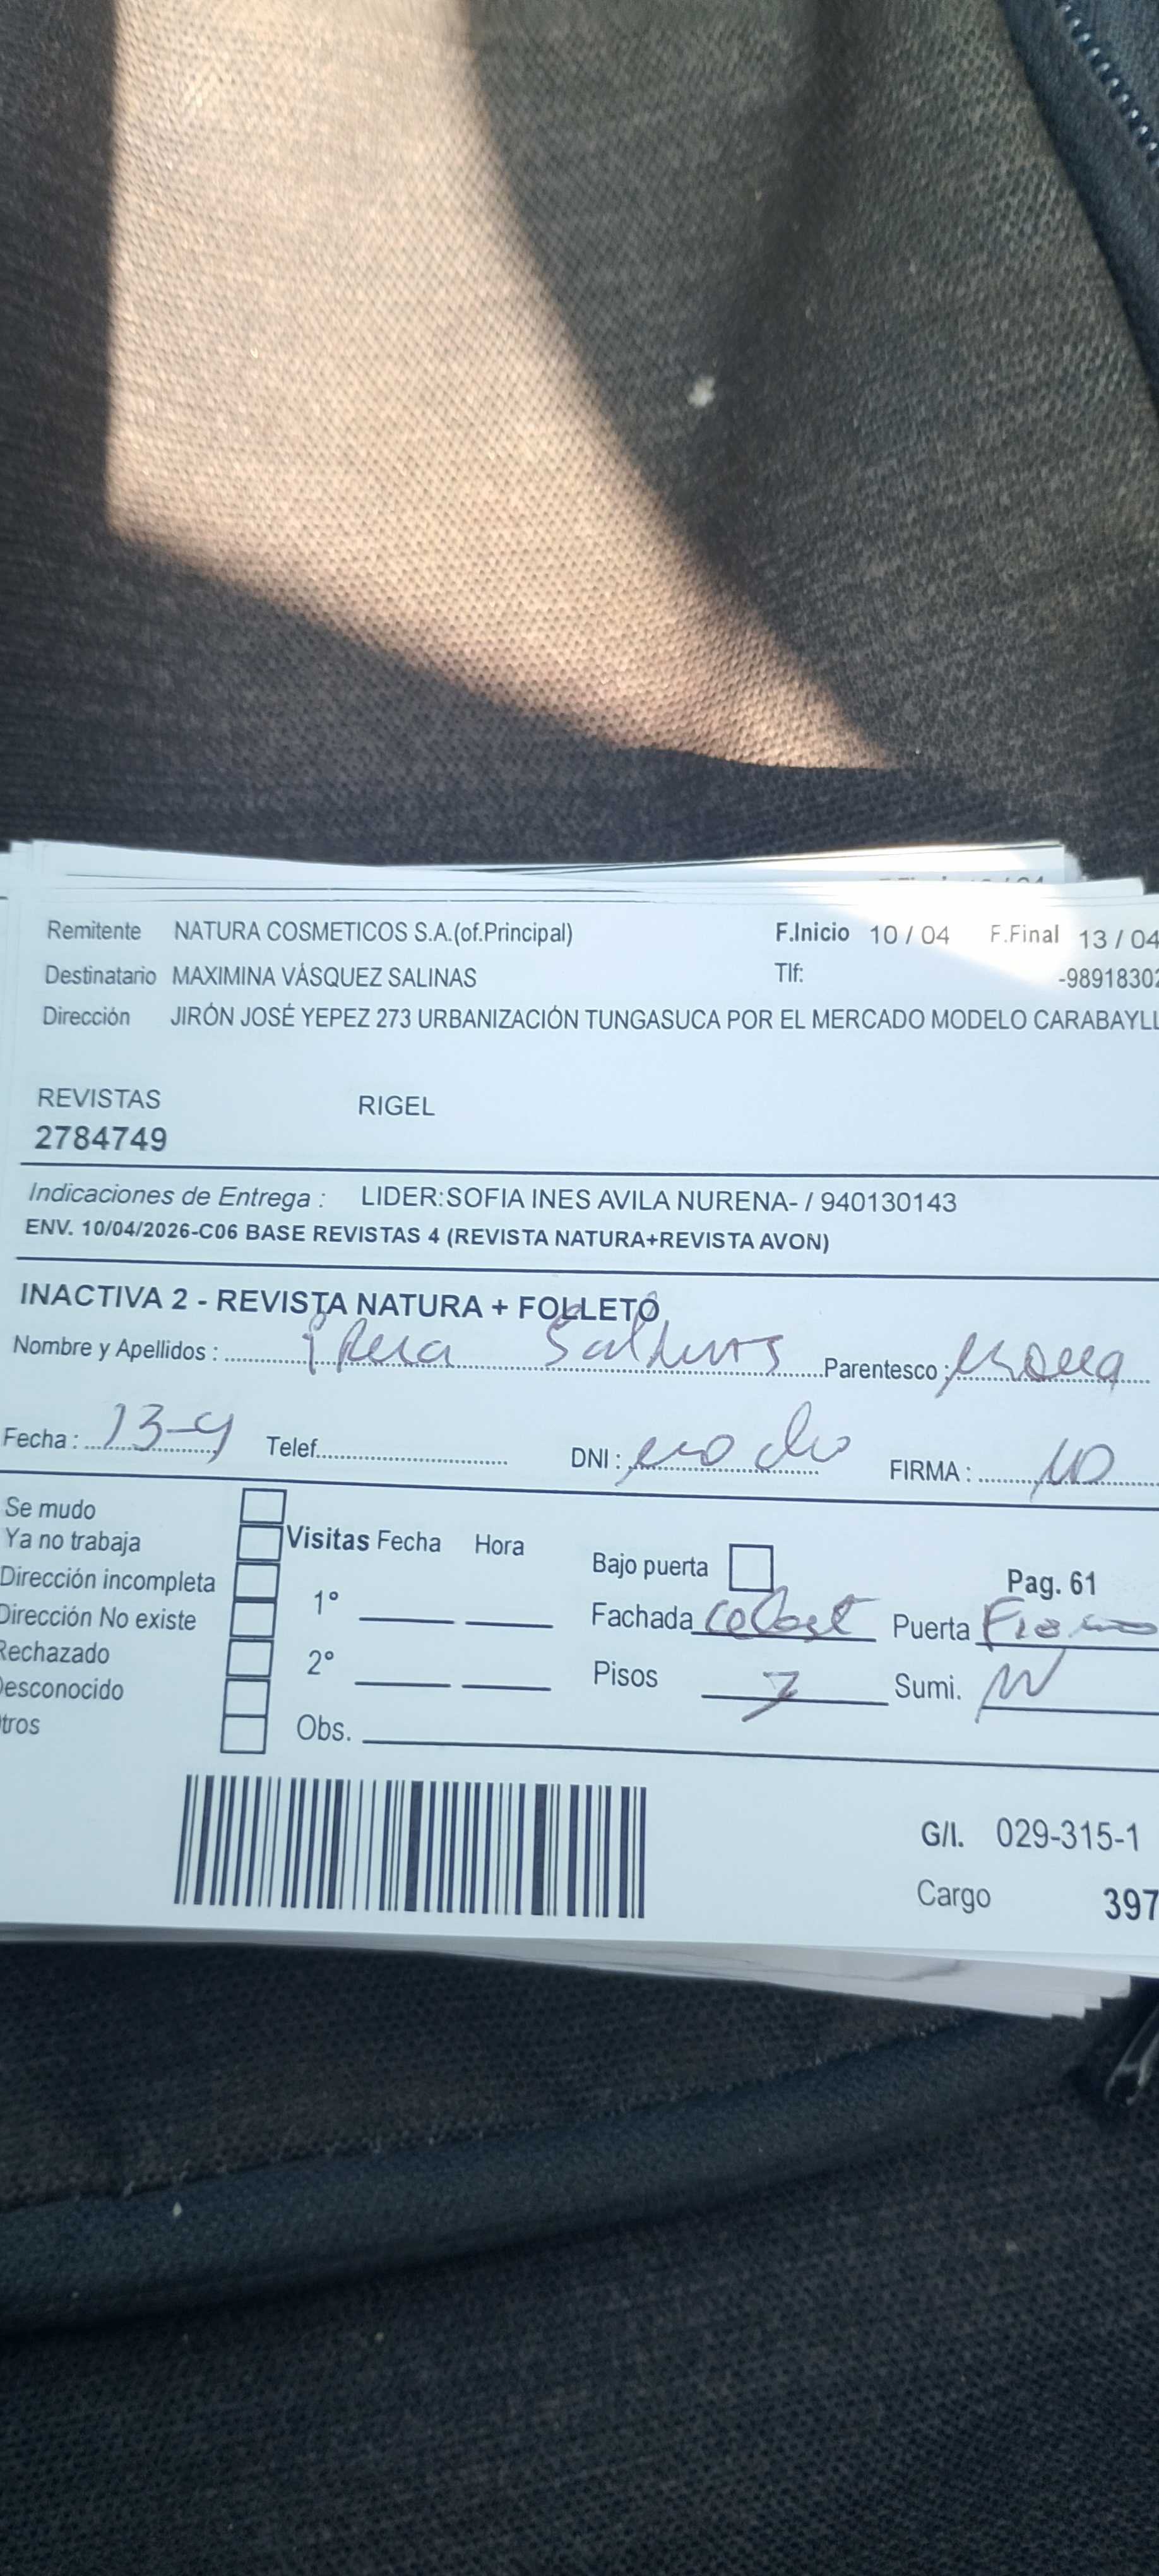 Remitente NATURA COSMETICOS S.A.(of.Principal) F.Inicio 10 / 04 F.Final 13 / 04
Destinatario MAXIMINA VÁSQUEZ SALINAS Tlf: -98918302
Dirección JIRÓN JOSÉ YEPEZ 273 URBANIZACIÓN TUNGASUCA POR EL MERCADO MODELO CARABAYLL
REVISTAS RIGEL
2784749
Indicaciones de Entrega : LIDER:SOFIA INES AVILA NURENA- / 940130143
ENV. 10/04/2026-C06 BASE REVISTAS 4 (REVISTA NATURA+REVISTA AVON)
INACTIVA 2 - REVISTA NATURA + FOLLETO
Nombre y Apellidos : Salinas Parentesco :
Fecha : 13-4 Telef. DNI : FIRMA :
Se mudo
Ya no trabaja Visitas Fecha Hora Bajo puerta Pag. 61
Dirección incompleta 1° Fachada Puerta
Dirección No existe
Rechazado 2° Pisos Sumi.
Desconocido
tros Obs.
G/I. 029-315-1
Cargo 397